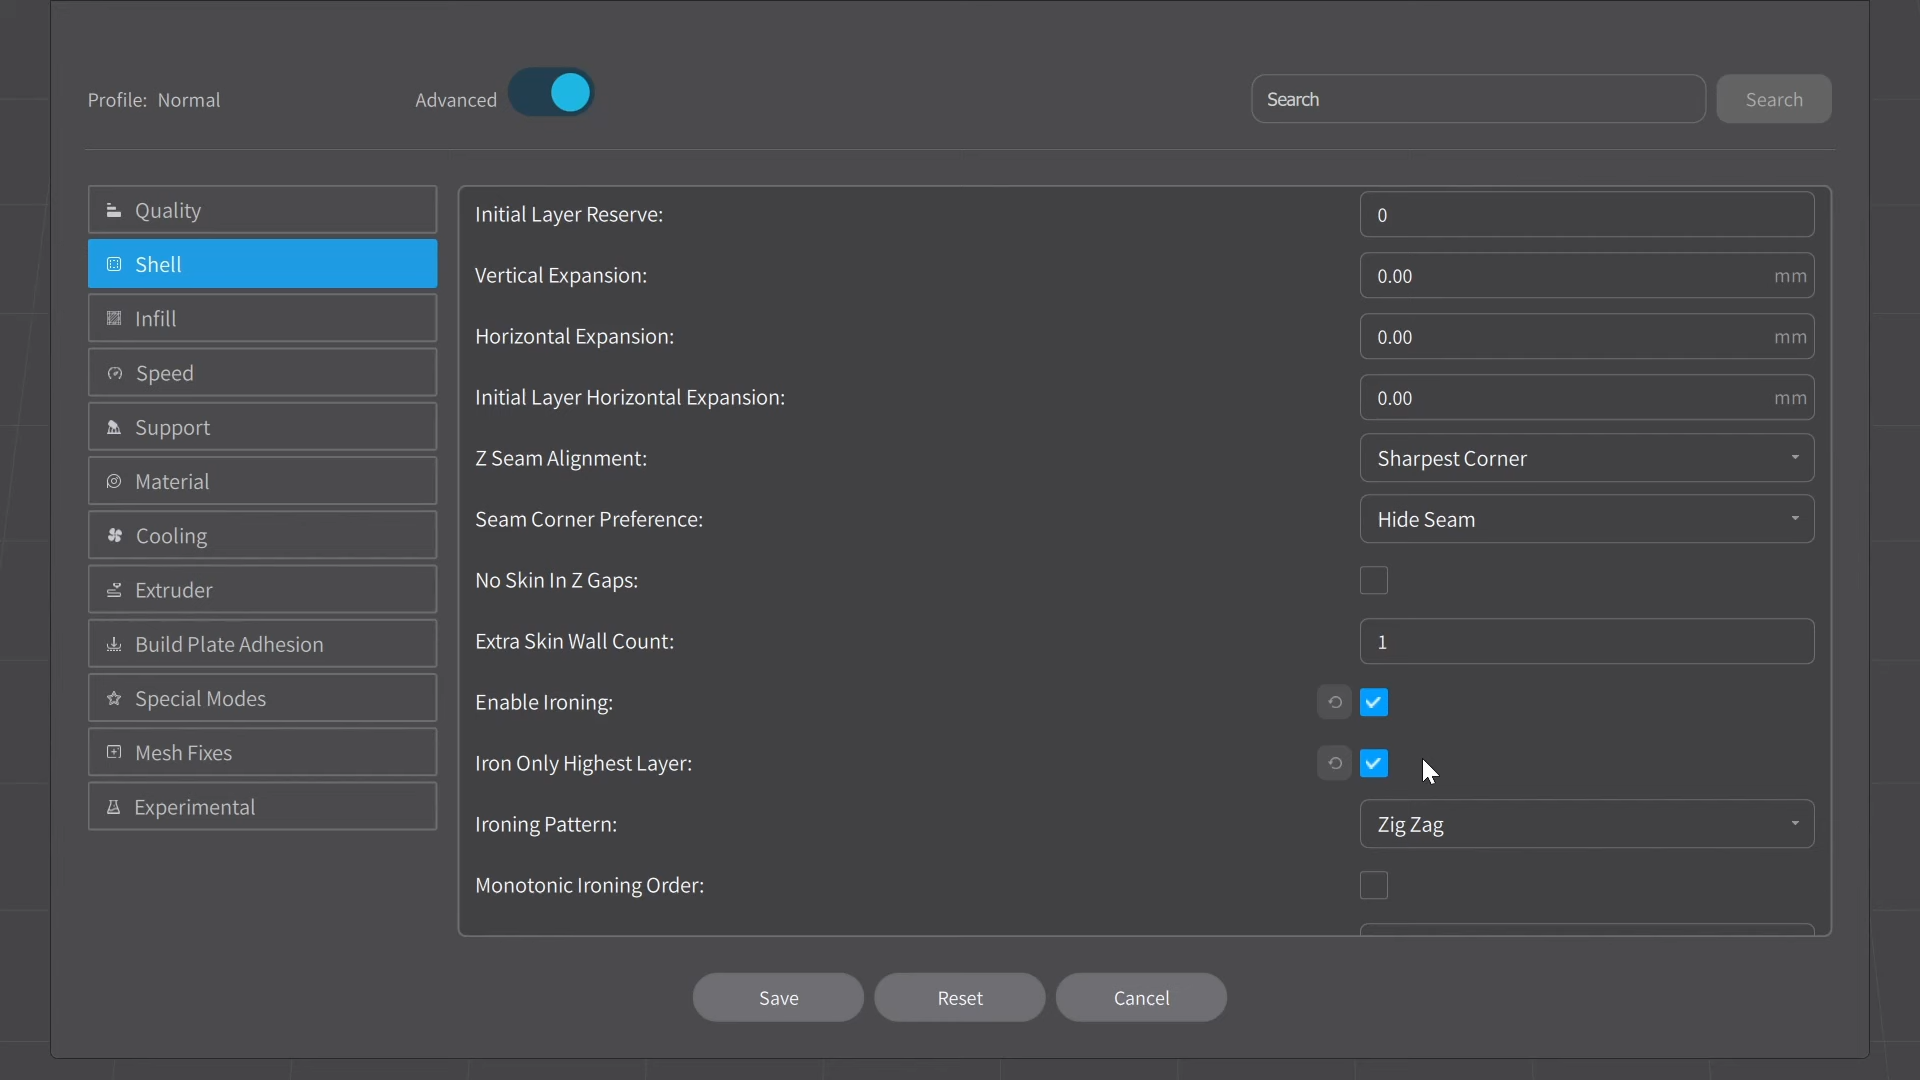 Profile: Normal
Advanced
Search
Search
Quality
Shell
Infill
Speed
Support
Material
Cooling
Extruder
Build Plate Adhesion
Special Modes
Mesh Fixes
Experimental
Initial Layer Reserve: 0
Vertical Expansion: 0.00 mm
Horizontal Expansion: 0.00 mm
Initial Layer Horizontal Expansion: 0.00 mm
Z Seam Alignment: Sharpest Corner
Seam Corner Preference: Hide Seam
No Skin In Z Gaps:
Extra Skin Wall Count: 1
Enable Ironing:
Iron Only Highest Layer:
Ironing Pattern: Zig Zag
Monotonic Ironing Order:
Save
Reset
Cancel